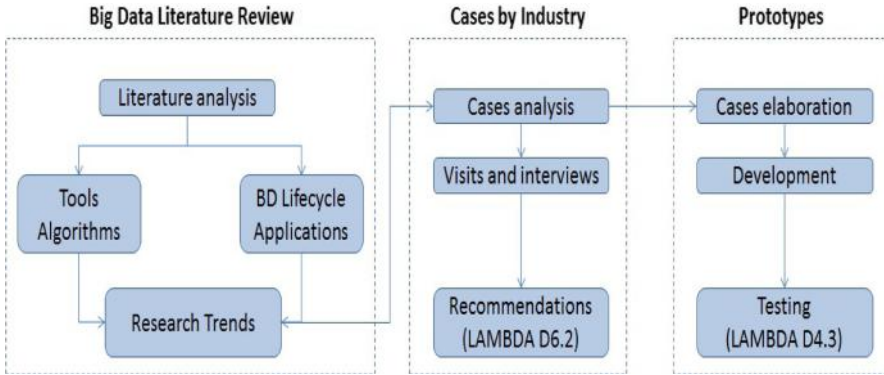 Big Data Literature Review
Literature analysis
Tools
Algorithms
BD Lifecycle
Applications
Research Trends
Cases by Industry
Cases analysis
Visits and interviews
Recommendations
(LAMBDA D6.2)
Prototypes
Cases elaboration
Development
Testing
(LAMBDA D4.3)